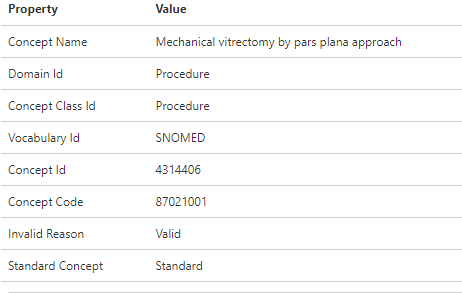 Property Value
Concept Name Mechanical vitrectomy by pars plana approach
Domain Id Procedure
Concept Class Id Procedure
Vocabulary Id SNOMED
Concept Id 4314406
Concept Code 87021001
Invalid Reason Valid
Standard Concept Standard